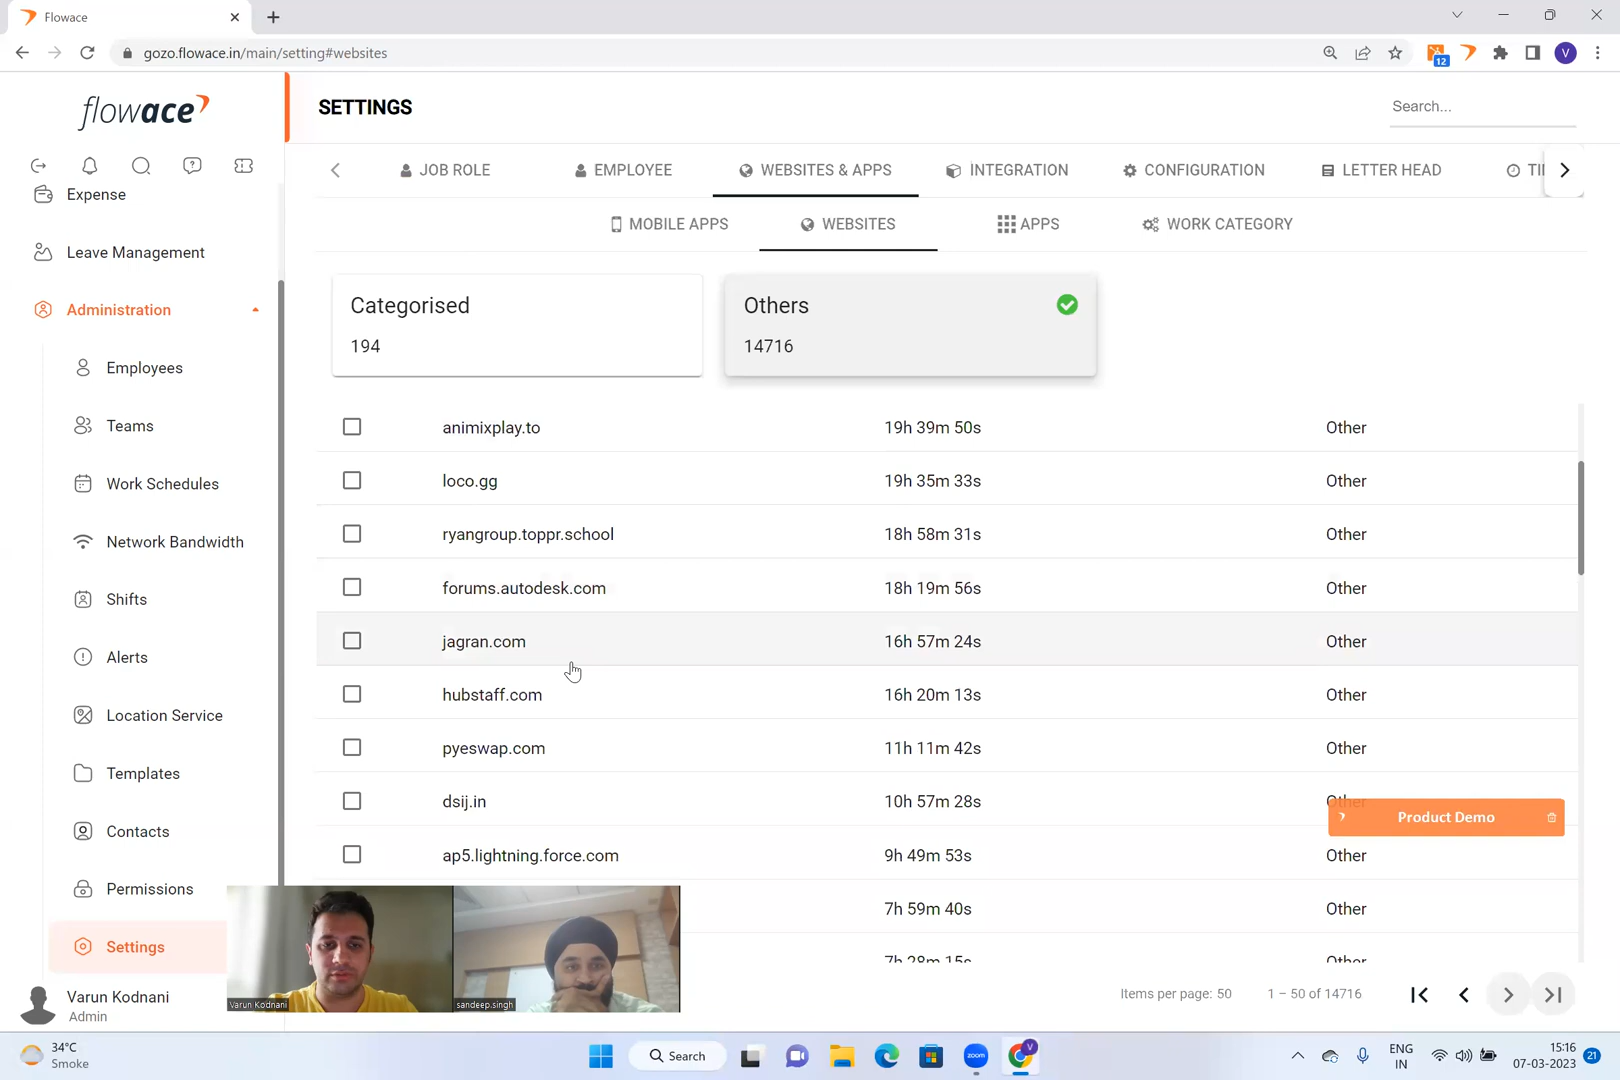 Flowace
gozo.flowace.in/main/setting#websites
12
V
flowace
SETTINGS
Search...
JOB ROLE
EMPLOYEE
WEBSITES & APPS
INTEGRATION
CONFIGURATION
LETTER HEAD
MOBILE APPS
WEBSITES
APPS
WORK CATEGORY
Expense
Leave Management
Administration
Employees
Teams
Work Schedules
Network Bandwidth
Shifts
Alerts
Location Service
Templates
Contacts
Permissions
Settings
Varun Kodnani
Admin
Categorised
194
Others
14716
animixplay.to 19h 39m 50s Other
loco.gg 19h 35m 33s Other
ryangroup.toppr.school 18h 58m 31s Other
forums.autodesk.com 18h 19m 56s Other
jagran.com 16h 57m 24s Other
hubstaff.com 16h 20m 13s Other
pyeswap.com 11h 11m 42s Other
dsij.in 10h 57m 28s Other
Product Demo
ap5.lightning.force.com 9h 49m 53s Other
7h 59m 40s Other
7h 28m 15s Other
Varun Kodnani
sandeep.singh
Items per page: 50
1 – 50 of 14716
34°C
Smoke
Search
zoom
V
ENG
IN
15:16
07-03-2023
21